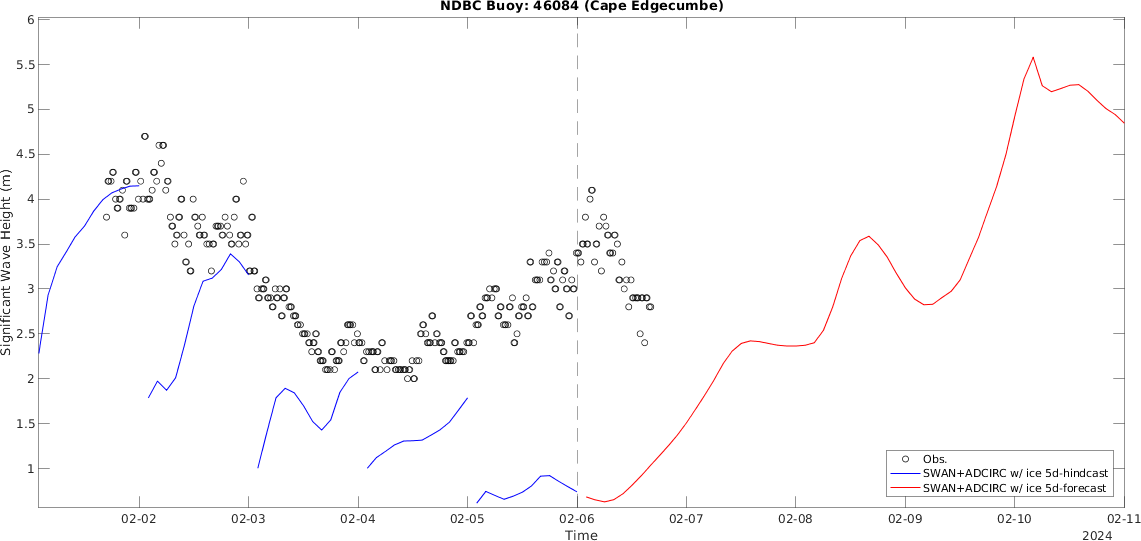 NDBC Buoy: 46084 (Cape Edgecumbe)
6
5.5
5
4.5
4
3.5
3
2.5
2
1.5
1
Significant Wave Height (m)
Obs.
SWAN+ADCIRC w/ ice 5d-hindcast
SWAN+ADCIRC w/ ice 5d-forecast
02-02 02-03 02-04 02-05 02-06 02-07 02-08 02-09 02-10 02-11
Time
2024